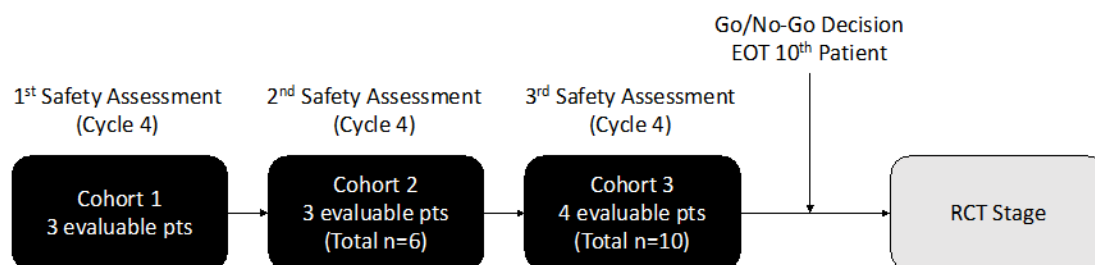 Go/No-Go Decision
EOT 10th Patient
1st Safety Assessment
(Cycle 4)
2nd Safety Assessment
(Cycle 4)
3rd Safety Assessment
(Cycle 4)
Cohort 1
3 evaluable pts
Cohort 2
3 evaluable pts
(Total n=6)
Cohort 3
4 evaluable pts
(Total n=10)
RCT Stage